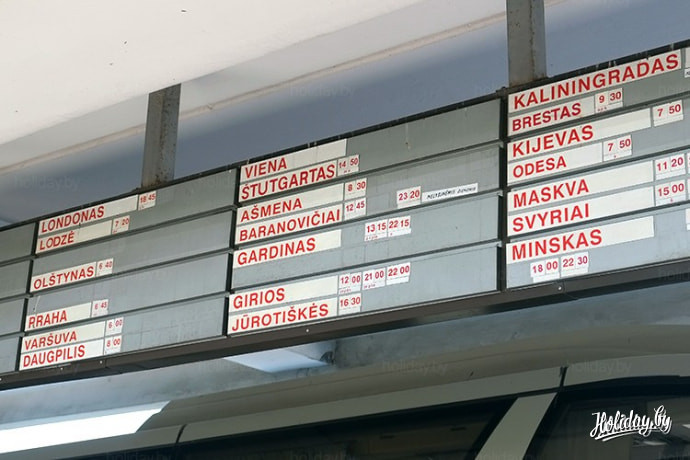 LONDONAS 18 45
LODZĖ 7 20
OLŠTYNAS 6 40
RRAHA 6 45
VARŠUVA
DAUGPILIS 8 00
VIENA
ŠTUTGARTAS 14 50
AŠMENA 8 30
BARANOVIČIAI 12 45 23 20
GARDINAS 13 15 22 15
GIRIOS 12 00 21 00 22 00
JŪROTIŠKĖS 16 30
KALININGRADAS
BRESTAS 9 30
KIJEVAS 7 50
ODESA 7 50
MASKVA 11 20
SVYRIAI 15 00
MINSKAS
18 00 22 30
Holiday.by